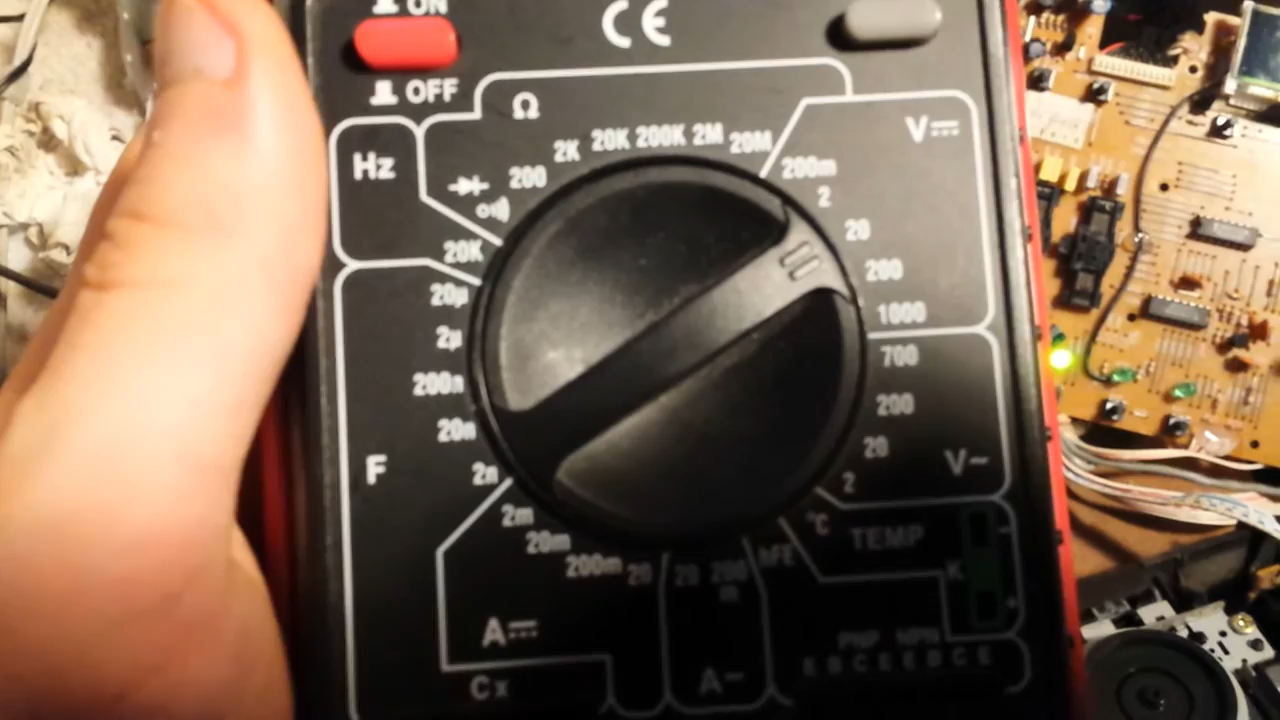 ON
CE
OFF
Ω
V⎓
Hz
2K 20K 200K 2M 20M
200
200m
2
20
200
1000
20K
20µ
2µ
200n
20n
2n
F
700
200
20
2
V~
2m
20m
200m
20
20
200
m
hFE
°C
TEMP
K
A⎓
A~
Cx
PNP NPN
E B C E E B C E